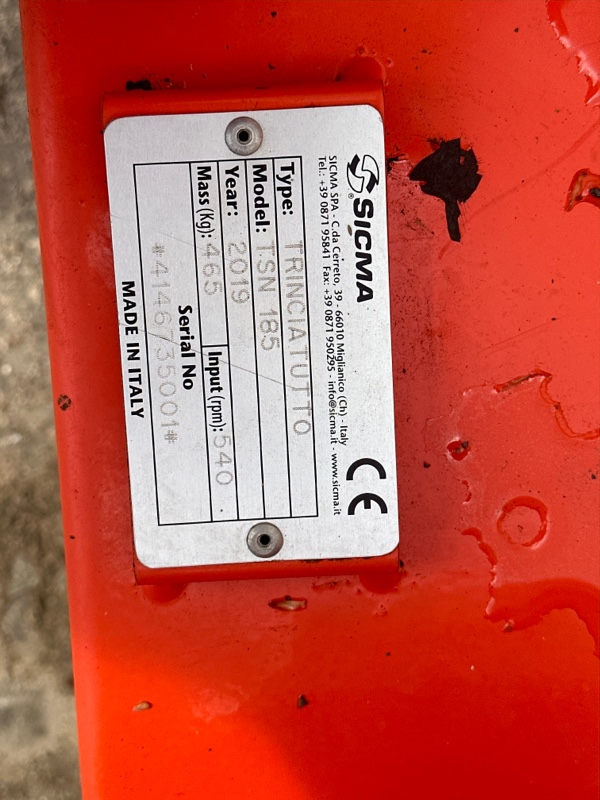 SICMA®
SICMA SPA - C.da Cerreto, 39 - 66010 Miglianico (Ch) - Italy
Tel.: +39 0871 95841 Fax: +39 0871 950295 - info@sicma.it - www.sicma.it
CE
Type: TRINCIATUTTO
Model: TSN 185
Year: 2019
Mass (Kg): 465 Input (rpm): 540
Serial No
*4146735001*
MADE IN ITALY